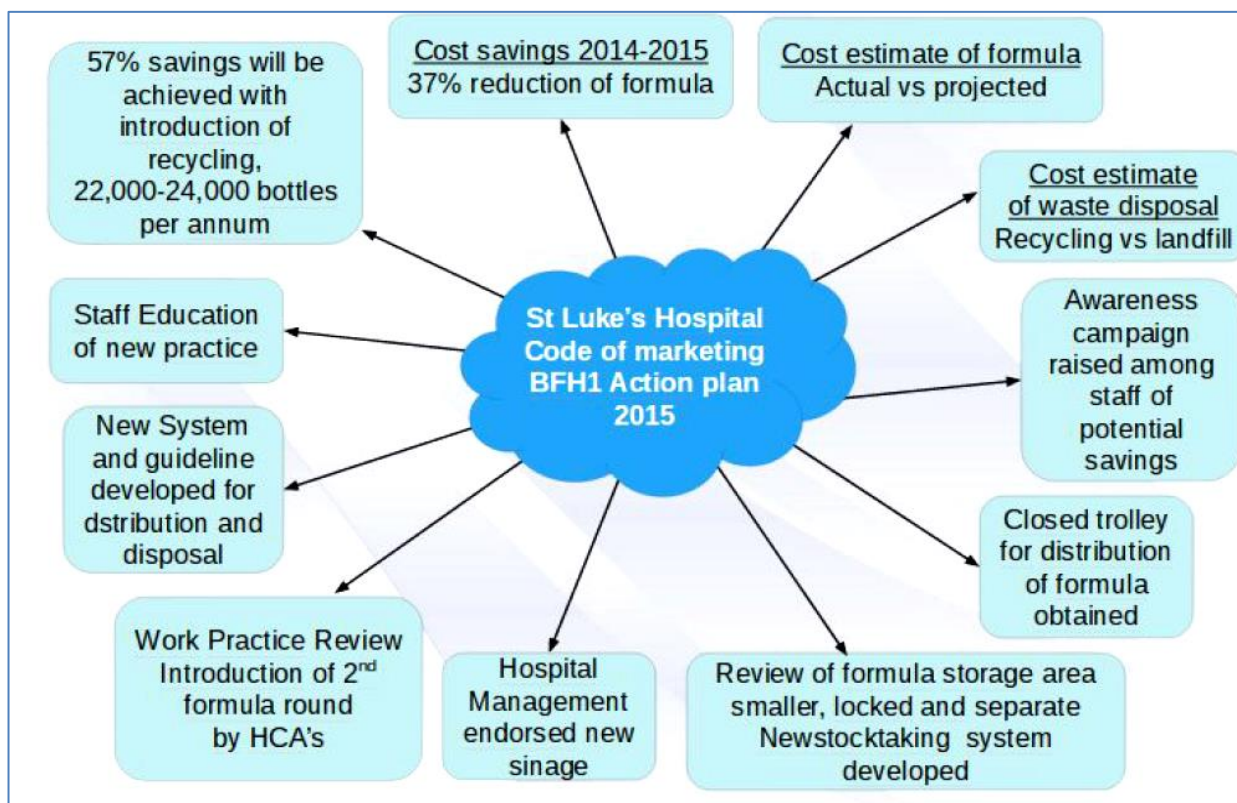 57% savings will be
achieved with
introduction of
recycling,
22,000-24,000 bottles
per annum
Cost savings 2014-2015
37% reduction of formula
Cost estimate of formula
Actual vs projected
Cost estimate
of waste disposal
Recycling vs landfill
St Luke's Hospital
Code of marketing
BFH1 Action plan
2015
Staff Education
of new practice
Awareness
campaign
raised among
staff of
potential
savings
New System
and guideline
developed for
dstribution and
disposal
Closed trolley
for distribution
of formula
obtained
Work Practice Review
Introduction of 2nd
formula round
by HCA's
Hospital
Management
endorsed new
sinage
Review of formula storage area
smaller, locked and separate
Newstocktaking system
developed